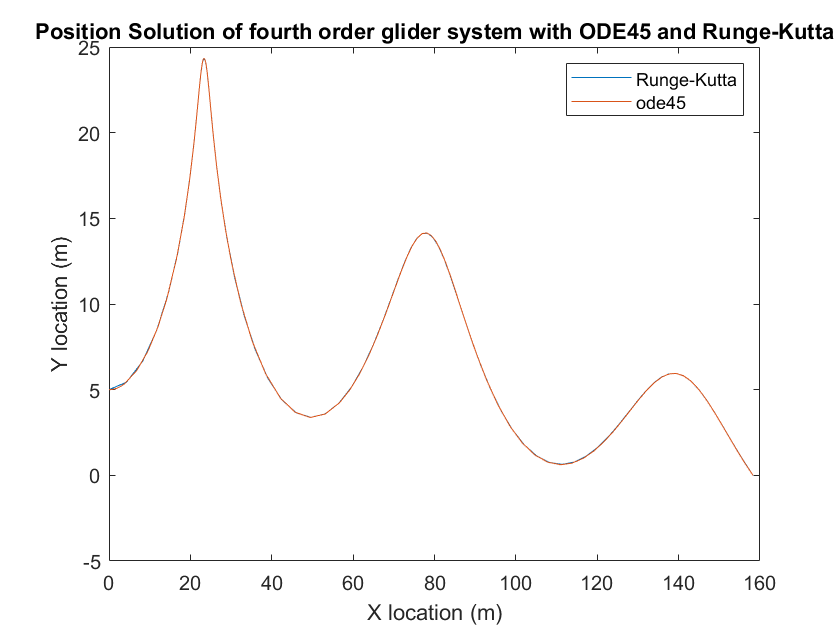 Position Solution of fourth order glider system with ODE45 and Runge-Kutta
25
20
15
10
5
0
-5
Y location (m)
Runge-Kutta
ode45
0 20 40 60 80 100 120 140 160
X location (m)